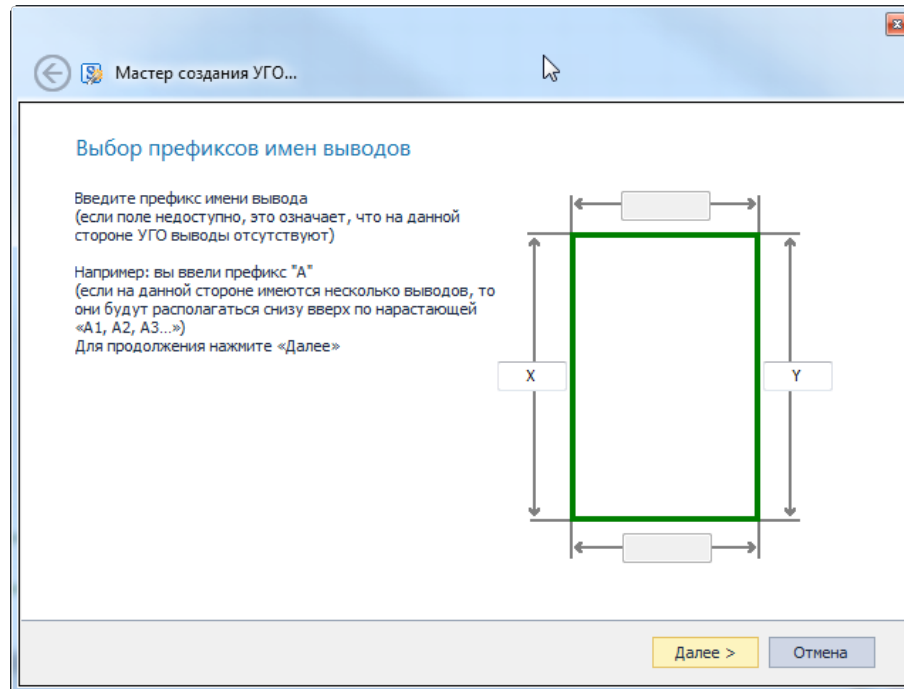 Мастер создания УГО...
Выбор префиксов имен выводов
Введите префикс имени вывода
(если поле недоступно, это означает, что на данной
стороне УГО выводы отсутствуют)
Например: вы ввели префикс "А"
(если на данной стороне имеются несколько выводов, то
они будут располагаться снизу вверх по нарастающей
«А1, А2, А3...»)
Для продолжения нажмите «Далее»
X
Y
Далее >
Отмена